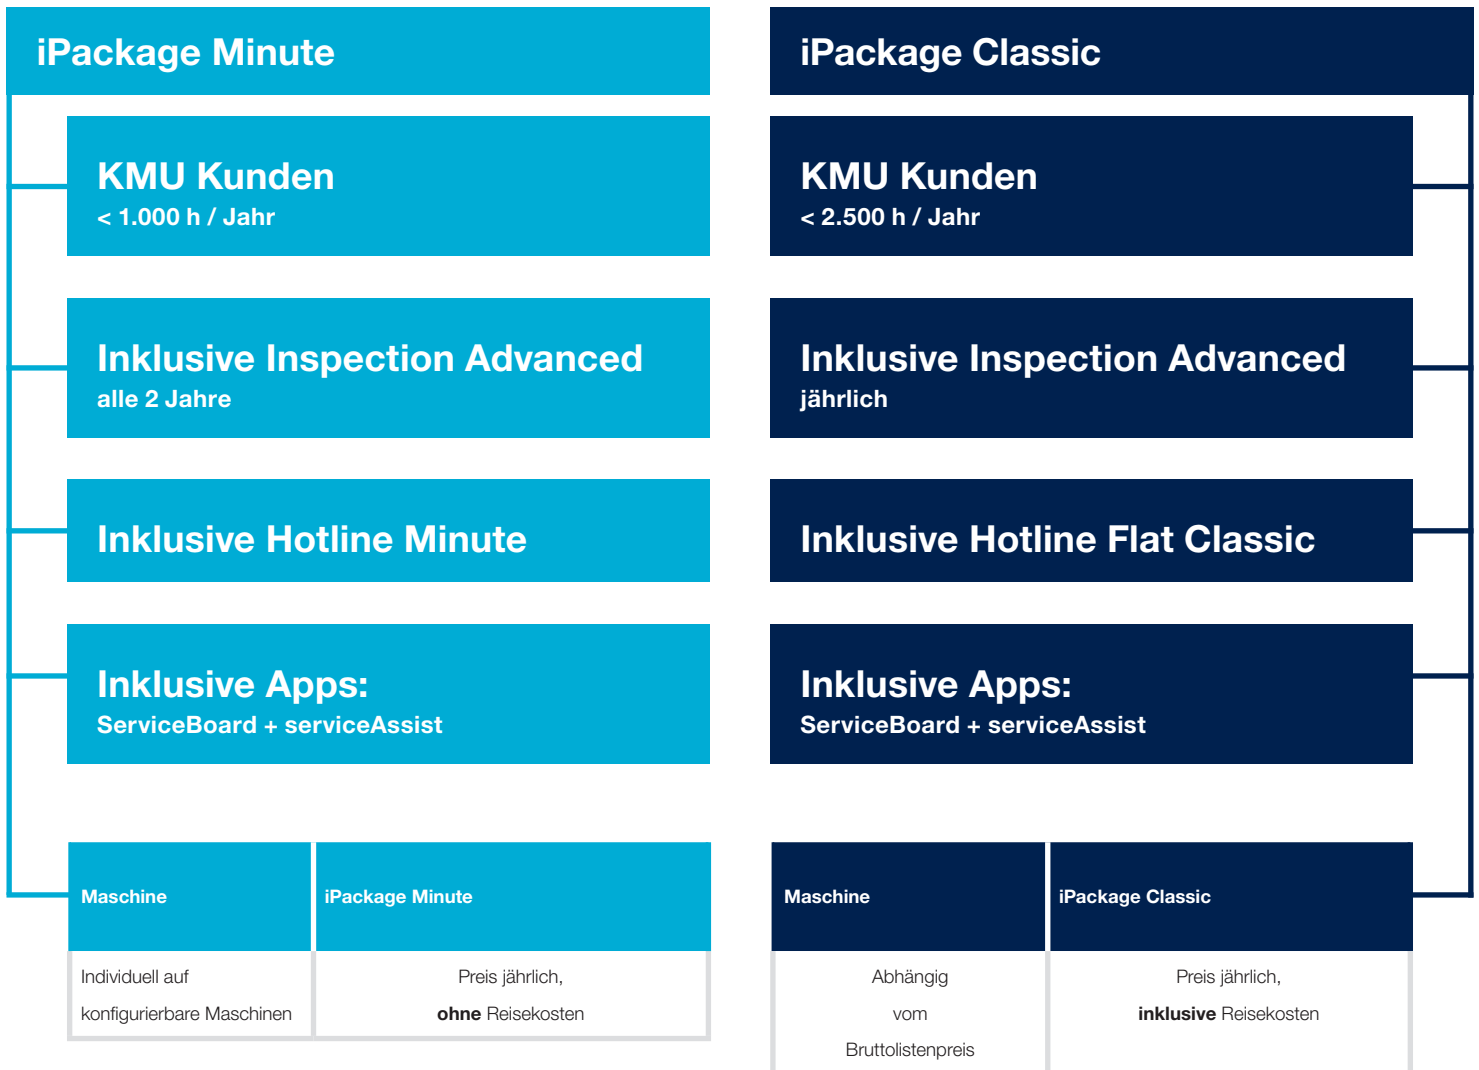 iPackage Minute
KMU Kunden
< 1.000 h / Jahr
Inklusive Inspection Advanced
alle 2 Jahre
Inklusive Hotline Minute
Inklusive Apps:
ServiceBoard + serviceAssist
Maschine
iPackage Minute
Individuell auf
konfigurierbare Maschinen
Preis jährlich,
ohne Reisekosten
iPackage Classic
KMU Kunden
< 2.500 h / Jahr
Inklusive Inspection Advanced
jährlich
Inklusive Hotline Flat Classic
Inklusive Apps:
ServiceBoard + serviceAssist
Maschine
iPackage Classic
Abhängig
vom
Bruttolistenpreis
Preis jährlich,
inklusive Reisekosten